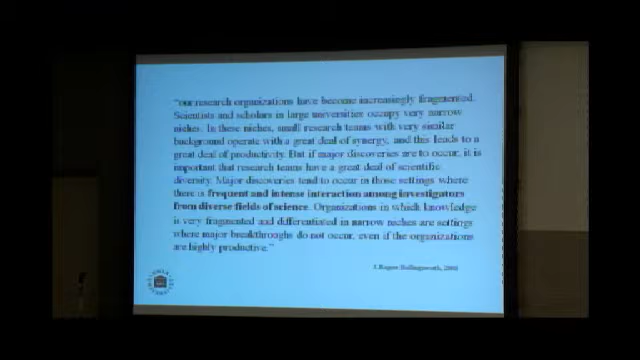 “our research organizations have become increasingly fragmented.
Scientists and scholars in large universities occupy very narrow
niches. In these niches, small research teams with very similar
background operate with a great deal of synergy, and this leads to a
great deal of productivity. But if major discoveries are to occur, it is
important that research teams have a great deal of scientific
diversity. Major discoveries tend to occur in those settings where
there is frequent and intense interaction among investigators
from diverse fields of science. Organizations in which knowledge
is very fragmented and differentiated in narrow niches are settings
where major breakthroughs do not occur, even if the organizations
are highly productive.”
J. Rogers Hollingsworth,